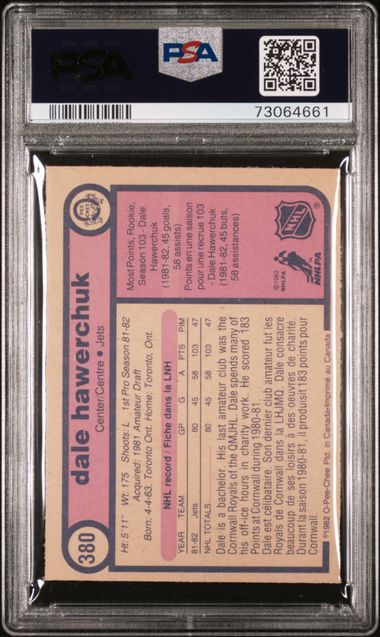 PSA
PSA
73064661
380
dale hawerchuk
Center/Centre • Jets
Ht: 5'11" Wt: 175 Shoots: L 1st Pro Season 81-82
Acquired: 1981 Amateur Draft
Born: 4-4-63, Toronto Ont. Home: Toronto, Ont.
NHL record / Fiche dans la LNH
YEAR TEAM GP G A PTS PIM
81-82 Jets 80 45 58 103 47
NHL TOTALS 80 45 58 103 47
Dale is a bachelor. His last amateur club was the
Cornwall Royals of the QMJHL. Dale spends many of
his off-ice hours in charity work. He scored 183
Points at Cornwall during 1980-81.
Dale est célibataire. Son dernier club amateur fut les
Royals de Cornwall dans la LHJMQ. Dale consacre
beaucoup de ses loisirs à des oeuvres de charité.
Durant la saison 1980-81, il produisit 183 points pour
Cornwall.
©1982 O-Pee-Chee Ptd. in Canada-Imprimé au Canada
O PEE CHEE
Most Points, Rookie,
Season 103 - Dale
Hawerchuk
(1981-82, 45 goals,
58 assists)
Points en une saison
pour une recrue 103
- Dale Hawerchuk
(1981-82, 45 buts,
58 assistances)
NHL
®
©1982
NHLPA
NHLPA